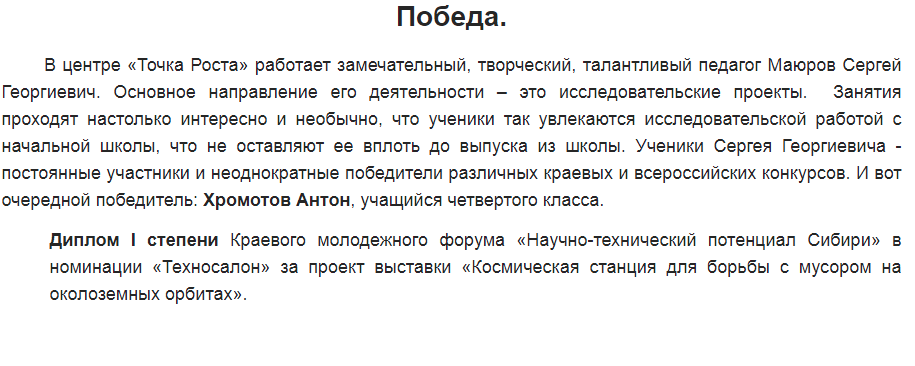 Победа.
В центре «Точка Роста» работает замечательный, творческий, талантливый педагог Маюров Сергей
Георгиевич. Основное направление его деятельности – это исследовательские проекты. Занятия
проходят настолько интересно и необычно, что ученики так увлекаются исследовательской работой с
начальной школы, что не оставляют ее вплоть до выпуска из школы. Ученики Сергея Георгиевича -
постоянные участники и неоднократные победители различных краевых и всероссийских конкурсов. И вот
очередной победитель: Хромотов Антон, учащийся четвертого класса.
Диплом I степени Краевого молодежного форума «Научно-технический потенциал Сибири» в
номинации «Техносалон» за проект выставки «Космическая станция для борьбы с мусором на
околоземных орбитах».